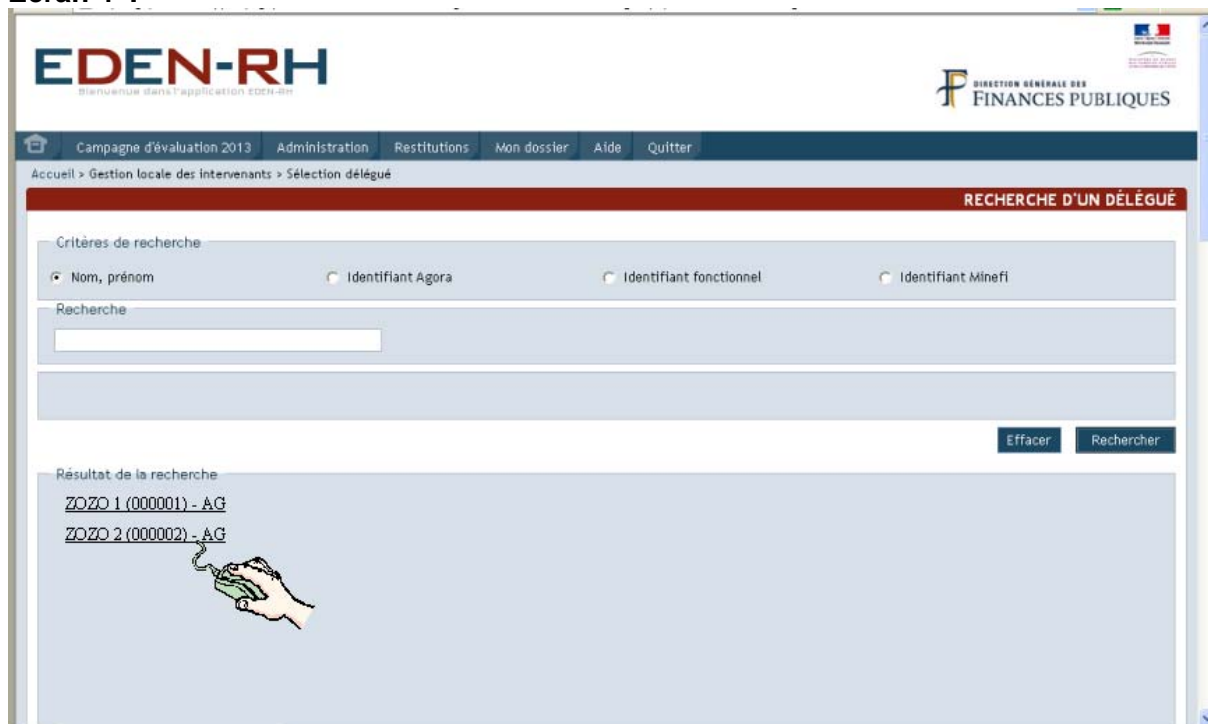 EDEN-RH
Bienvenue dans l'application EDEN-RH
DIRECTION GÉNÉRALE DES
FINANCES PUBLIQUES
Campagne d'évaluation 2013 Administration Restitutions Mon dossier Aide Quitter
Accueil > Gestion locale des intervenants > Sélection délégué
RECHERCHE D'UN DÉLÉGUÉ
Critères de recherche
Nom, prénom Identifiant Agora Identifiant fonctionnel Identifiant Minefi
Recherche
Effacer Rechercher
Résultat de la recherche
ZOZO 1 (000001) - AG
ZOZO 2 (000002) - AG